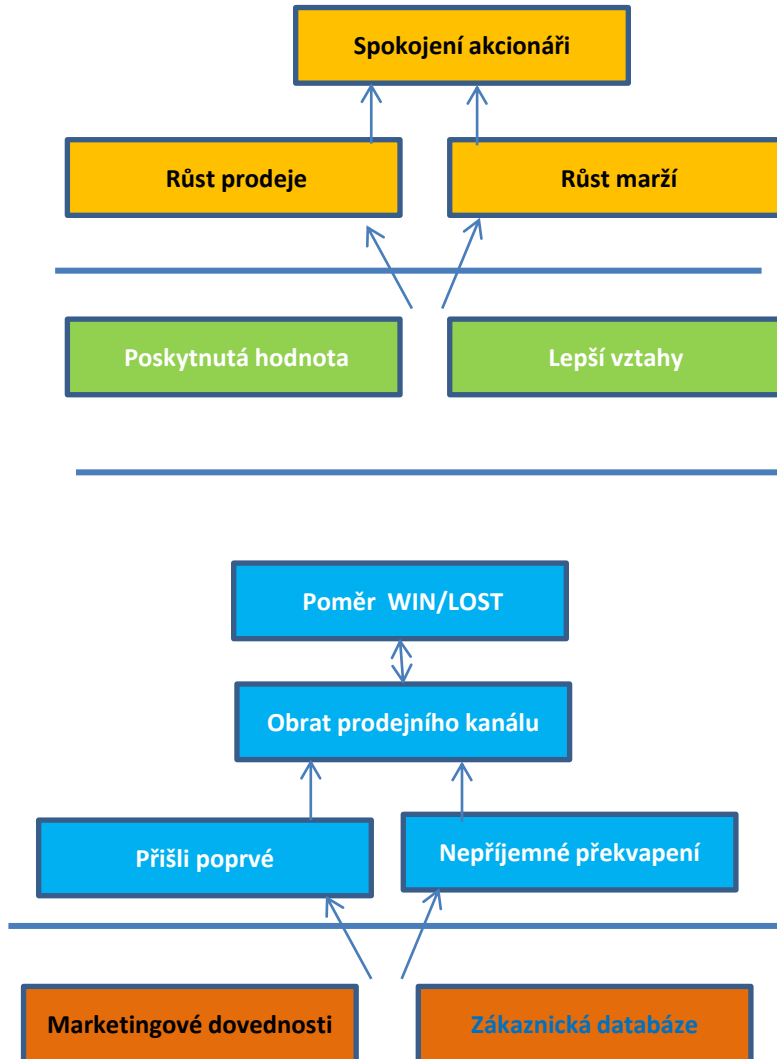 Spokojení akcionáři
Růst prodeje
Růst marží
Poskytnutá hodnota
Lepší vztahy
Poměr  WIN/LOST
Obrat prodejního kanálu
Přišli poprvé
Nepříjemné překvapení
Marketingové dovednosti
Zákaznická databáze